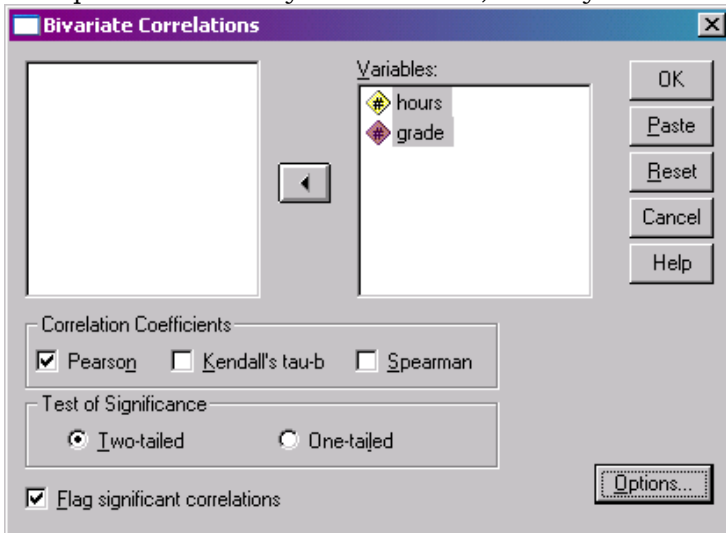 Bivariate Correlations
Variables:
hours
grade
OK
Paste
Reset
Cancel
Help
Correlation Coefficients
Pearson Kendall's tau-b Spearman
Test of Significance
Two-tailed One-tailed
Flag significant correlations
Options...